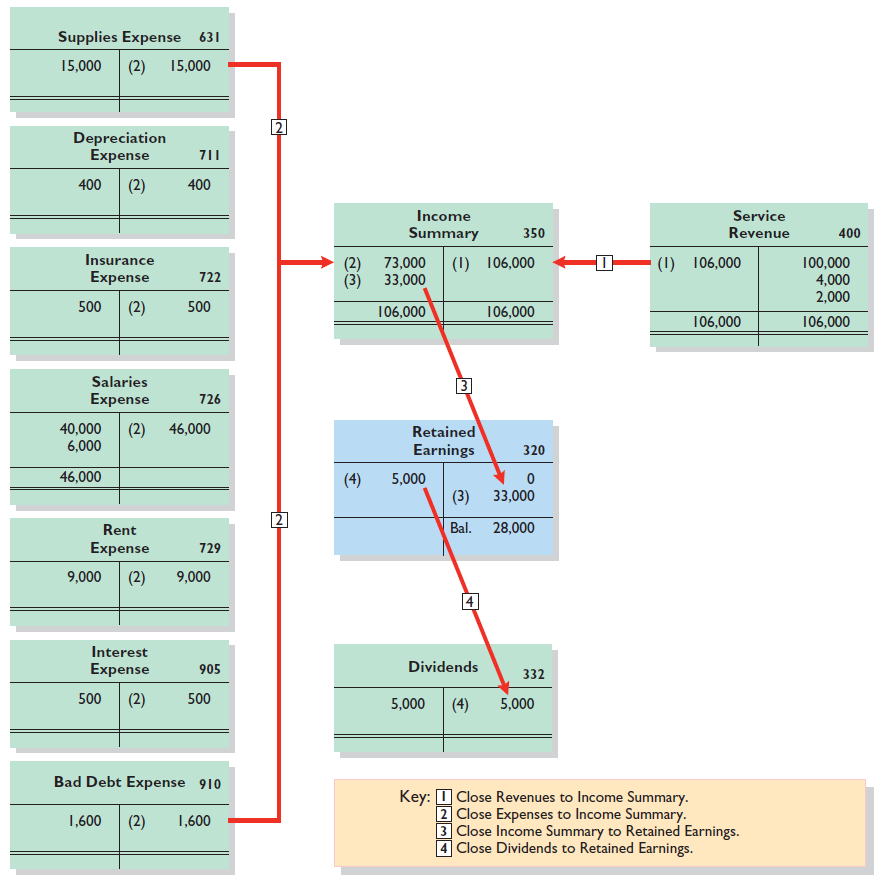 Supplies Expense 631
15,000 (2) 15,000
2
Depreciation
Expense 711
400 (2) 400
Insurance
Expense 722
500 (2) 500
Salaries
Expense 726
40,000 (2) 46,000
6,000
46,000
2
Rent
Expense 729
9,000 (2) 9,000
Interest
Expense 905
500 (2) 500
Bad Debt Expense 910
1,600 (2) 1,600
Income
Summary 350
(2) 73,000 (1) 106,000
(3) 33,000
106,000 106,000
1
Service
Revenue 400
(1) 106,000 100,000
4,000
2,000
106,000 106,000
3
Retained
Earnings 320
(4) 5,000 0
(3) 33,000
Bal. 28,000
4
Dividends 332
5,000 (4) 5,000
Key: 1 Close Revenues to Income Summary.
2 Close Expenses to Income Summary.
3 Close Income Summary to Retained Earnings.
4 Close Dividends to Retained Earnings.